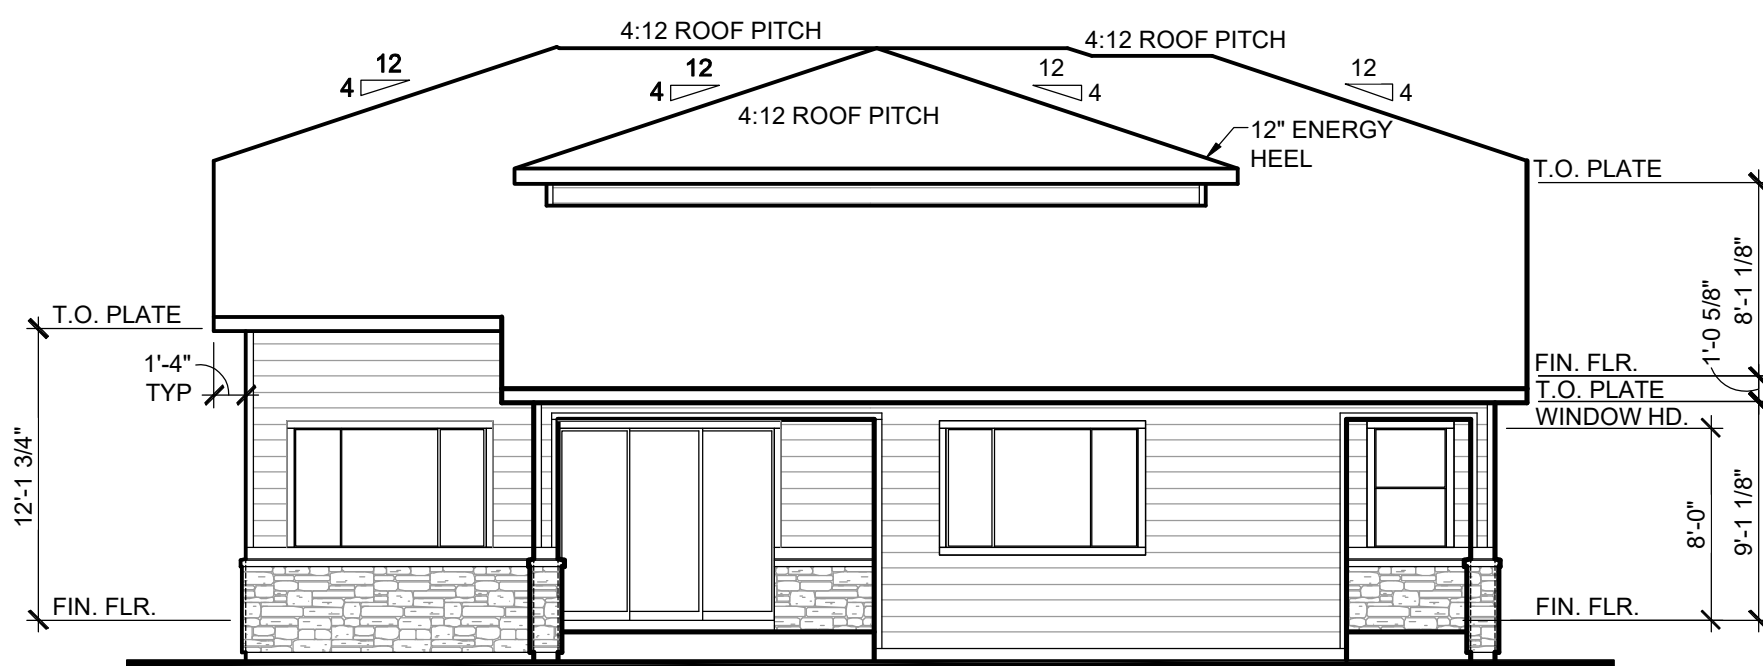 4:12 ROOF PITCH
4:12 ROOF PITCH
12
4
12
4
12
4
12
4
4:12 ROOF PITCH
12" ENERGY
HEEL
T.O. PLATE
8'-1 1/8"
1'-0 5/8"
T.O. PLATE
1'-4"
TYP
FIN. FLR.
T.O. PLATE
WINDOW HD.
12'-1 3/4"
8'-0"
9'-1 1/8"
FIN. FLR.
FIN. FLR.